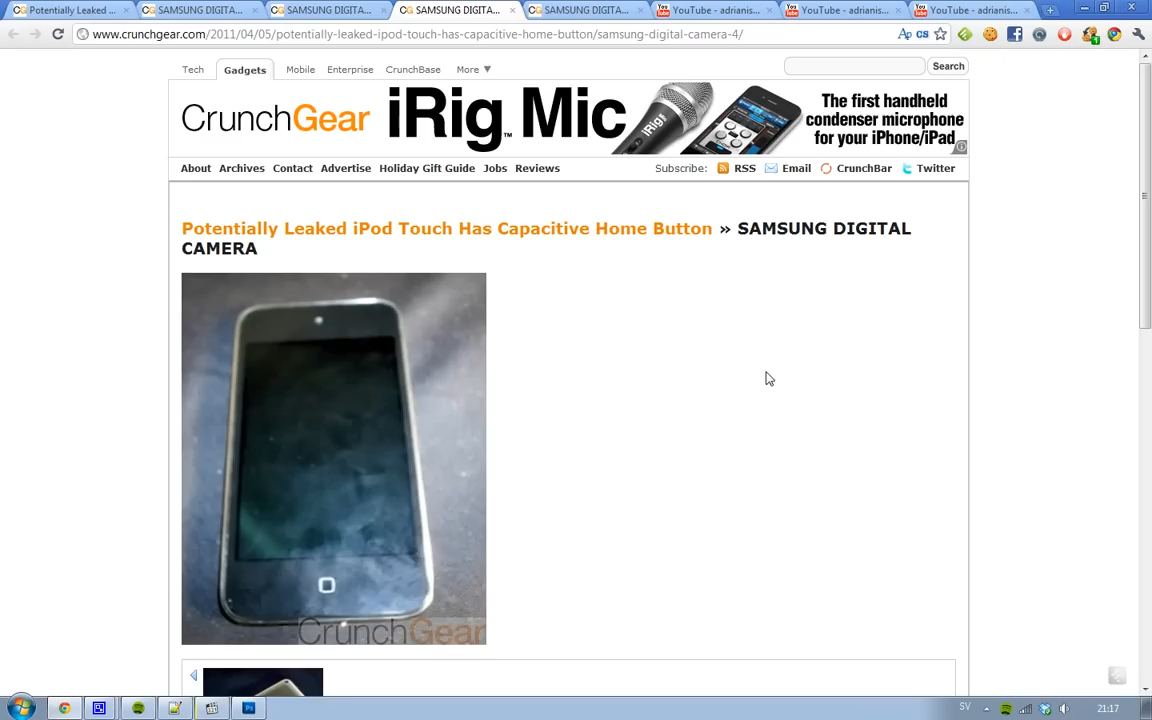 Potentially Leaked ... SAMSUNG DIGITA... SAMSUNG DIGITA... SAMSUNG DIGITA... SAMSUNG DIGITA... YouTube - adrianis... YouTube - adrianis... YouTube - adrianis...
www.crunchgear.com/2011/04/05/potentially-leaked-ipod-touch-has-capacitive-home-button/samsung-digital-camera-4/
Tech Gadgets Mobile Enterprise CrunchBase More ▼ Search
CrunchGear
iRig™ Mic
iRig
The first handheld
condenser microphone
for your iPhone/iPad
About Archives Contact Advertise Holiday Gift Guide Jobs Reviews Subscribe: RSS Email CrunchBar Twitter
Potentially Leaked iPod Touch Has Capacitive Home Button » SAMSUNG DIGITAL
CAMERA
CrunchGear
SV 21:17